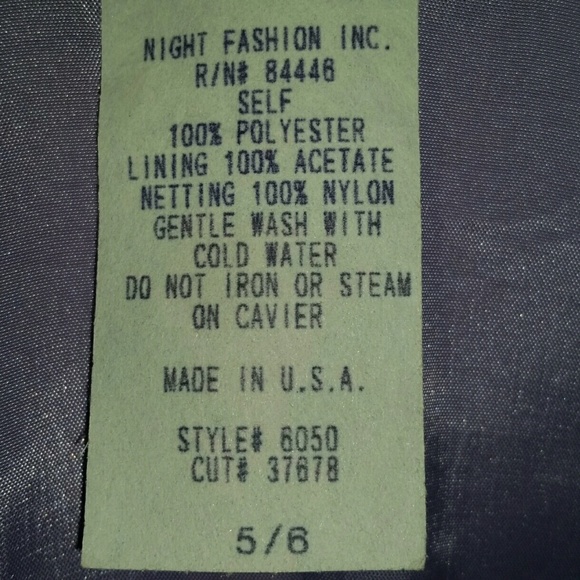 NIGHT FASHION INC.
R/N# 84446
SELF
100% POLYESTER
LINING 100% ACETATE
NETTING 100% NYLON
GENTLE WASH WITH
COLD WATER
DO NOT IRON OR STEAM
ON CAVIER
MADE IN U.S.A.
STYLE# 6050
CUT# 37678
5/6